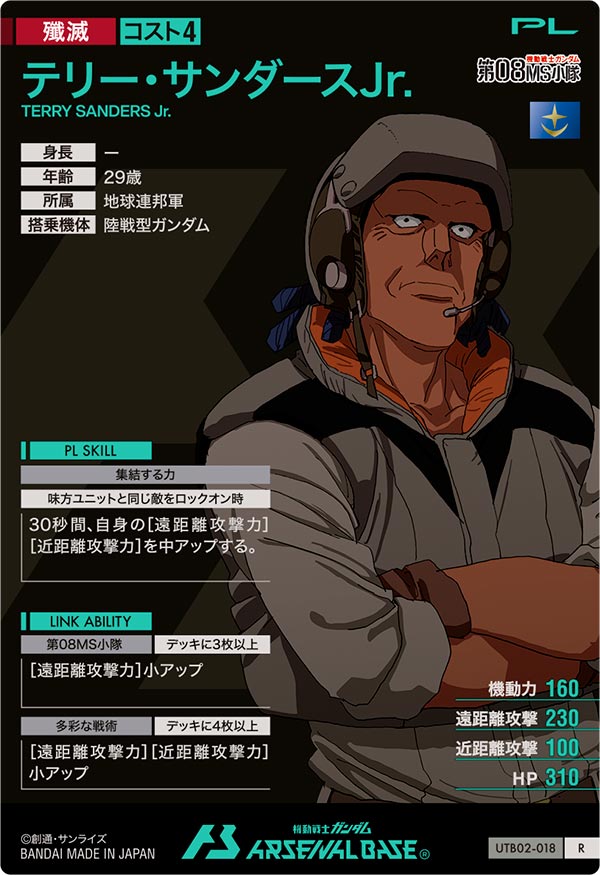 殲滅 コスト4 PL
テリー・サンダースJr.
TERRY SANDERS Jr.
機動戦士ガンダム
第08MS小隊
身長 ー
年齢 29歳
所属 地球連邦軍
搭乗機体 陸戦型ガンダム
PL SKILL
集結する力
味方ユニットと同じ敵をロックオン時
30秒間、自身の[遠距離攻撃力]
[近距離攻撃力]を中アップする。
LINK ABILITY
第08MS小隊 デッキに3枚以上
[遠距離攻撃力]小アップ
多彩な戦術 デッキに4枚以上
[遠距離攻撃力][近距離攻撃力]
小アップ
機動力 160
遠距離攻撃 230
近距離攻撃 100
HP 310
©創通・サンライズ
BANDAI MADE IN JAPAN
機動戦士ガンダム
ARSENAL BASE®
UTB02-018 R